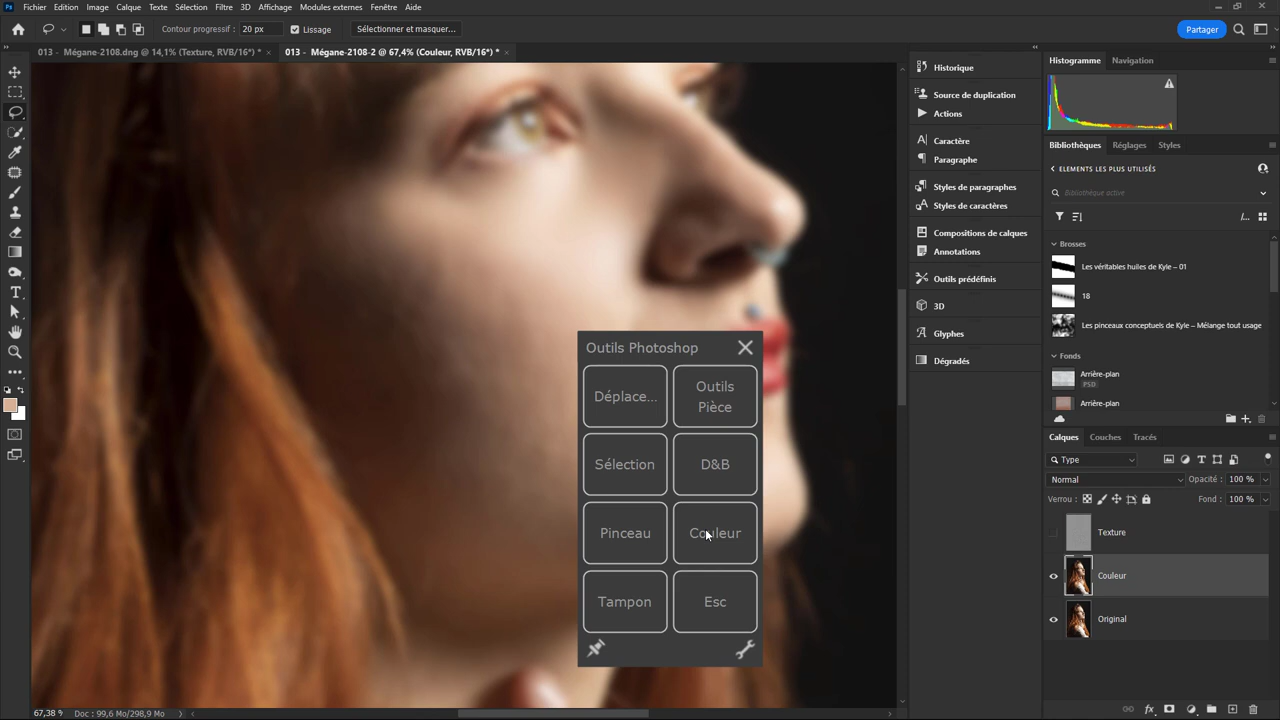 Fichier Edition Image Calque Texte Sélection Filtre 3D Affichage Modules externes Fenêtre Aide
Contour progressif : 20 px Lissage Sélectionner et masquer... Partager
013 - Mégane-2108.dng @ 14,1% (Texture, RVB/16*) * × 013 - Mégane-2108-2 @ 67,4% (Couleur, RVB/16*) * ×
Historique
Source de duplication
Actions
Caractère
Paragraphe
Styles de paragraphes
Styles de caractères
Compositions de calques
Annotations
Outils prédéfinis
3D
Glyphes
Dégradés
Histogramme Navigation
Bibliothèques Réglages Styles
ELEMENTS LES PLUS UTILISÉS
Bibliothèque active
Brosses
Les véritables huiles de Kyle – 01
18
Les pinceaux conceptuels de Kyle – Mélange tout usage
Fonds
Arrière-plan
PSD
Arrière-plan
Calques Couches Tracés
Type
Normal Opacité : 100 %
Verrou : Fond : 100 %
Texture
Couleur
Original
Outils Photoshop
Déplace... Outils
Pièce
Sélection D&B
Pinceau Couleur
Tampon Esc
67,38 % Doc : 99,6 Mo/298,9 Mo